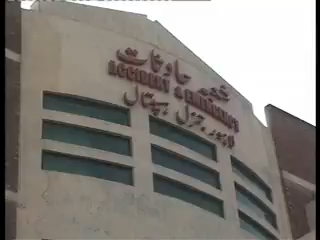 شعبہ حادثات
ACCIDENT & EMERGENCY
لاہور جنرل ہسپتال